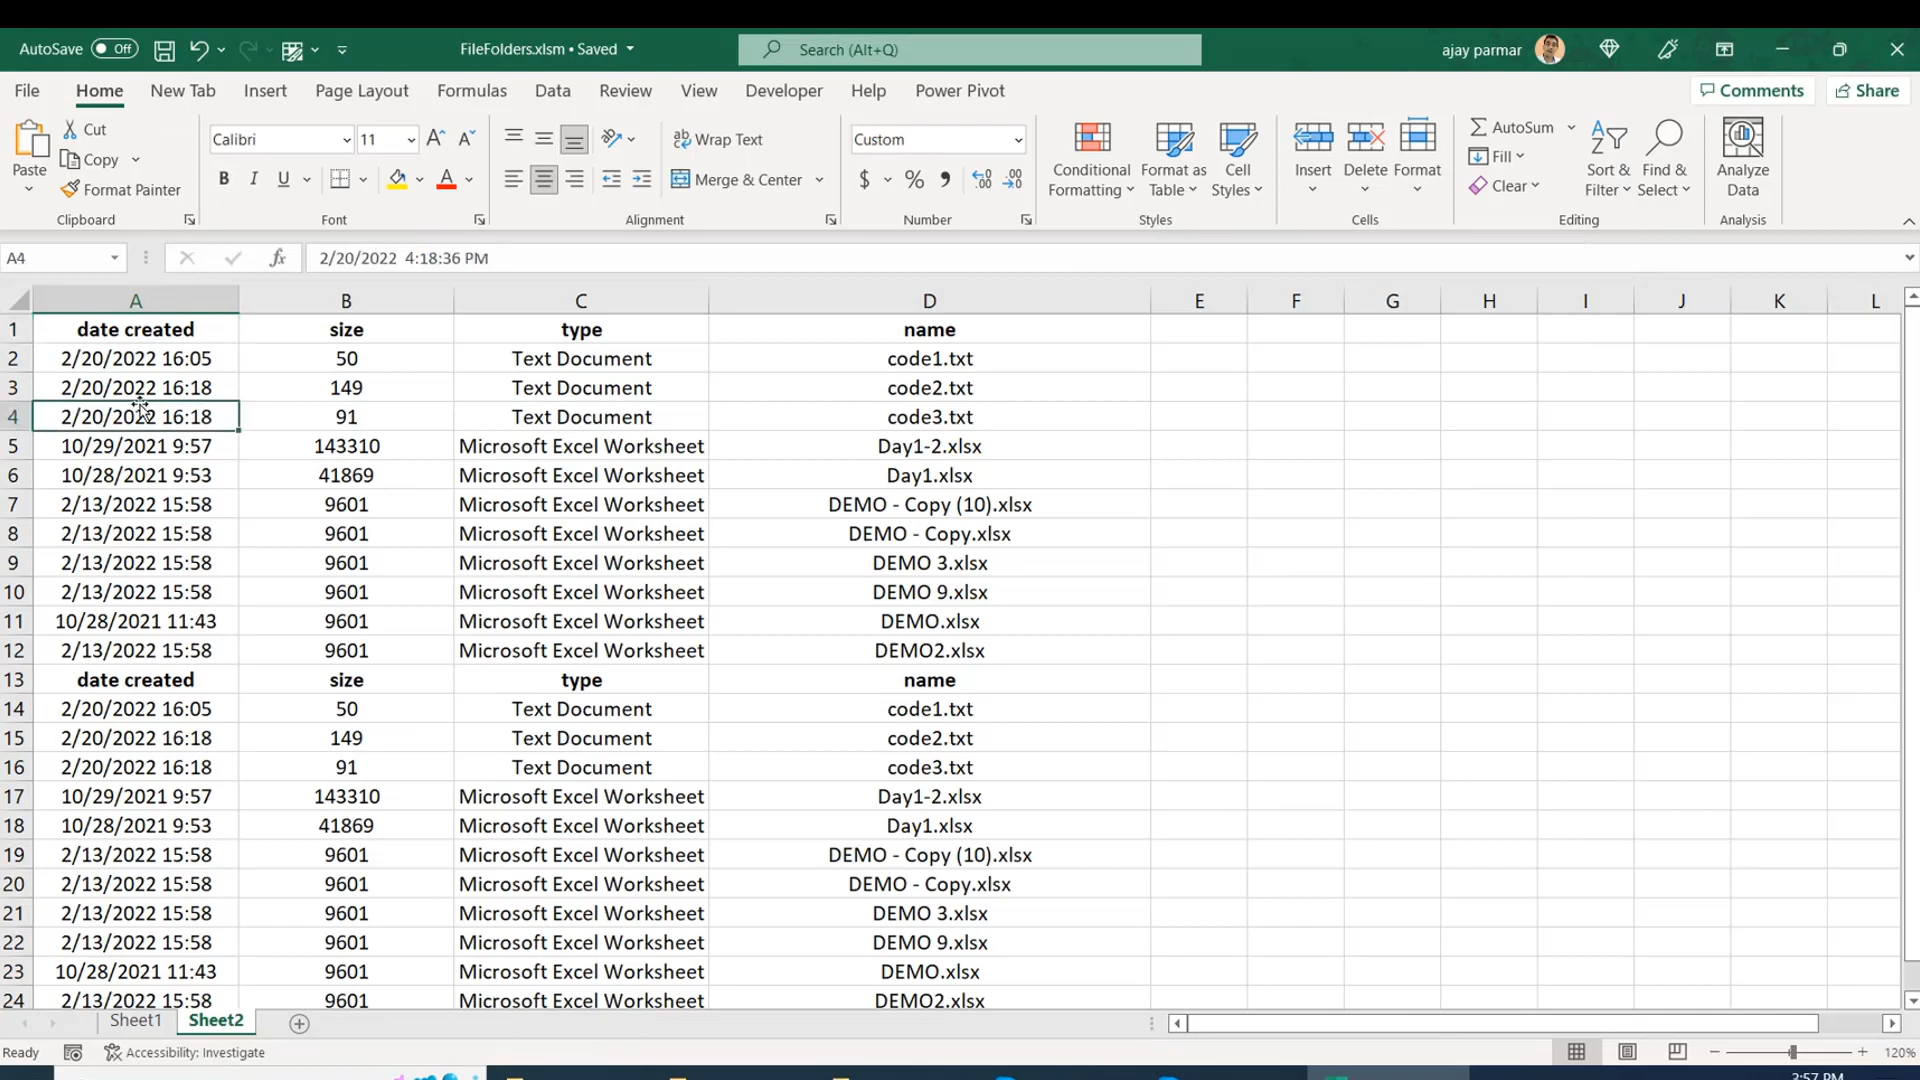 AutoSave Off FileFolders.xlsm • Saved Search (Alt+Q) ajay parmar
File Home New Tab Insert Page Layout Formulas Data Review View Developer Help Power Pivot Comments Share
Paste
Cut
Copy
Format Painter
Clipboard
Calibri 11
B I U A
Font
Wrap Text
Merge & Center
Alignment
Custom
$ % ,
Number
Conditional Formatting
Format as Table
Cell Styles
Styles
Insert Delete Format
Cells
AutoSum
Fill
Clear
Sort & Filter
Find & Select
Editing
Analyze Data
Analysis
A4 fx 2/20/2022 4:18:36 PM
A B C D E F G H I J K L
1 date created size type name
2 2/20/2022 16:05 50 Text Document code1.txt
3 2/20/2022 16:18 149 Text Document code2.txt
4 2/20/2022 16:18 91 Text Document code3.txt
5 10/29/2021 9:57 143310 Microsoft Excel Worksheet Day1-2.xlsx
6 10/28/2021 9:53 41869 Microsoft Excel Worksheet Day1.xlsx
7 2/13/2022 15:58 9601 Microsoft Excel Worksheet DEMO - Copy (10).xlsx
8 2/13/2022 15:58 9601 Microsoft Excel Worksheet DEMO - Copy.xlsx
9 2/13/2022 15:58 9601 Microsoft Excel Worksheet DEMO 3.xlsx
10 2/13/2022 15:58 9601 Microsoft Excel Worksheet DEMO 9.xlsx
11 10/28/2021 11:43 9601 Microsoft Excel Worksheet DEMO.xlsx
12 2/13/2022 15:58 9601 Microsoft Excel Worksheet DEMO2.xlsx
13 date created size type name
14 2/20/2022 16:05 50 Text Document code1.txt
15 2/20/2022 16:18 149 Text Document code2.txt
16 2/20/2022 16:18 91 Text Document code3.txt
17 10/29/2021 9:57 143310 Microsoft Excel Worksheet Day1-2.xlsx
18 10/28/2021 9:53 41869 Microsoft Excel Worksheet Day1.xlsx
19 2/13/2022 15:58 9601 Microsoft Excel Worksheet DEMO - Copy (10).xlsx
20 2/13/2022 15:58 9601 Microsoft Excel Worksheet DEMO - Copy.xlsx
21 2/13/2022 15:58 9601 Microsoft Excel Worksheet DEMO 3.xlsx
22 2/13/2022 15:58 9601 Microsoft Excel Worksheet DEMO 9.xlsx
23 10/28/2021 11:43 9601 Microsoft Excel Worksheet DEMO.xlsx
24 2/13/2022 15:58 9601 Microsoft Excel Worksheet DEMO2.xlsx
Sheet1 Sheet2
Ready Accessibility: Investigate 120%
3:57 PM